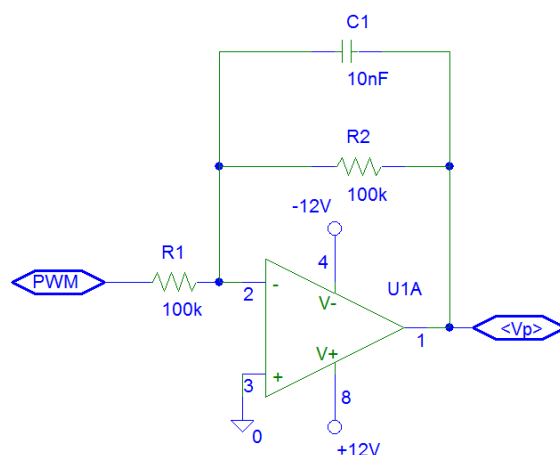 C1
10nF
R2
100k
-12V
R1
PWM
100k
4
U1A
2
-
V-
1
<Vp>
V+
3
+
8
0
+12V